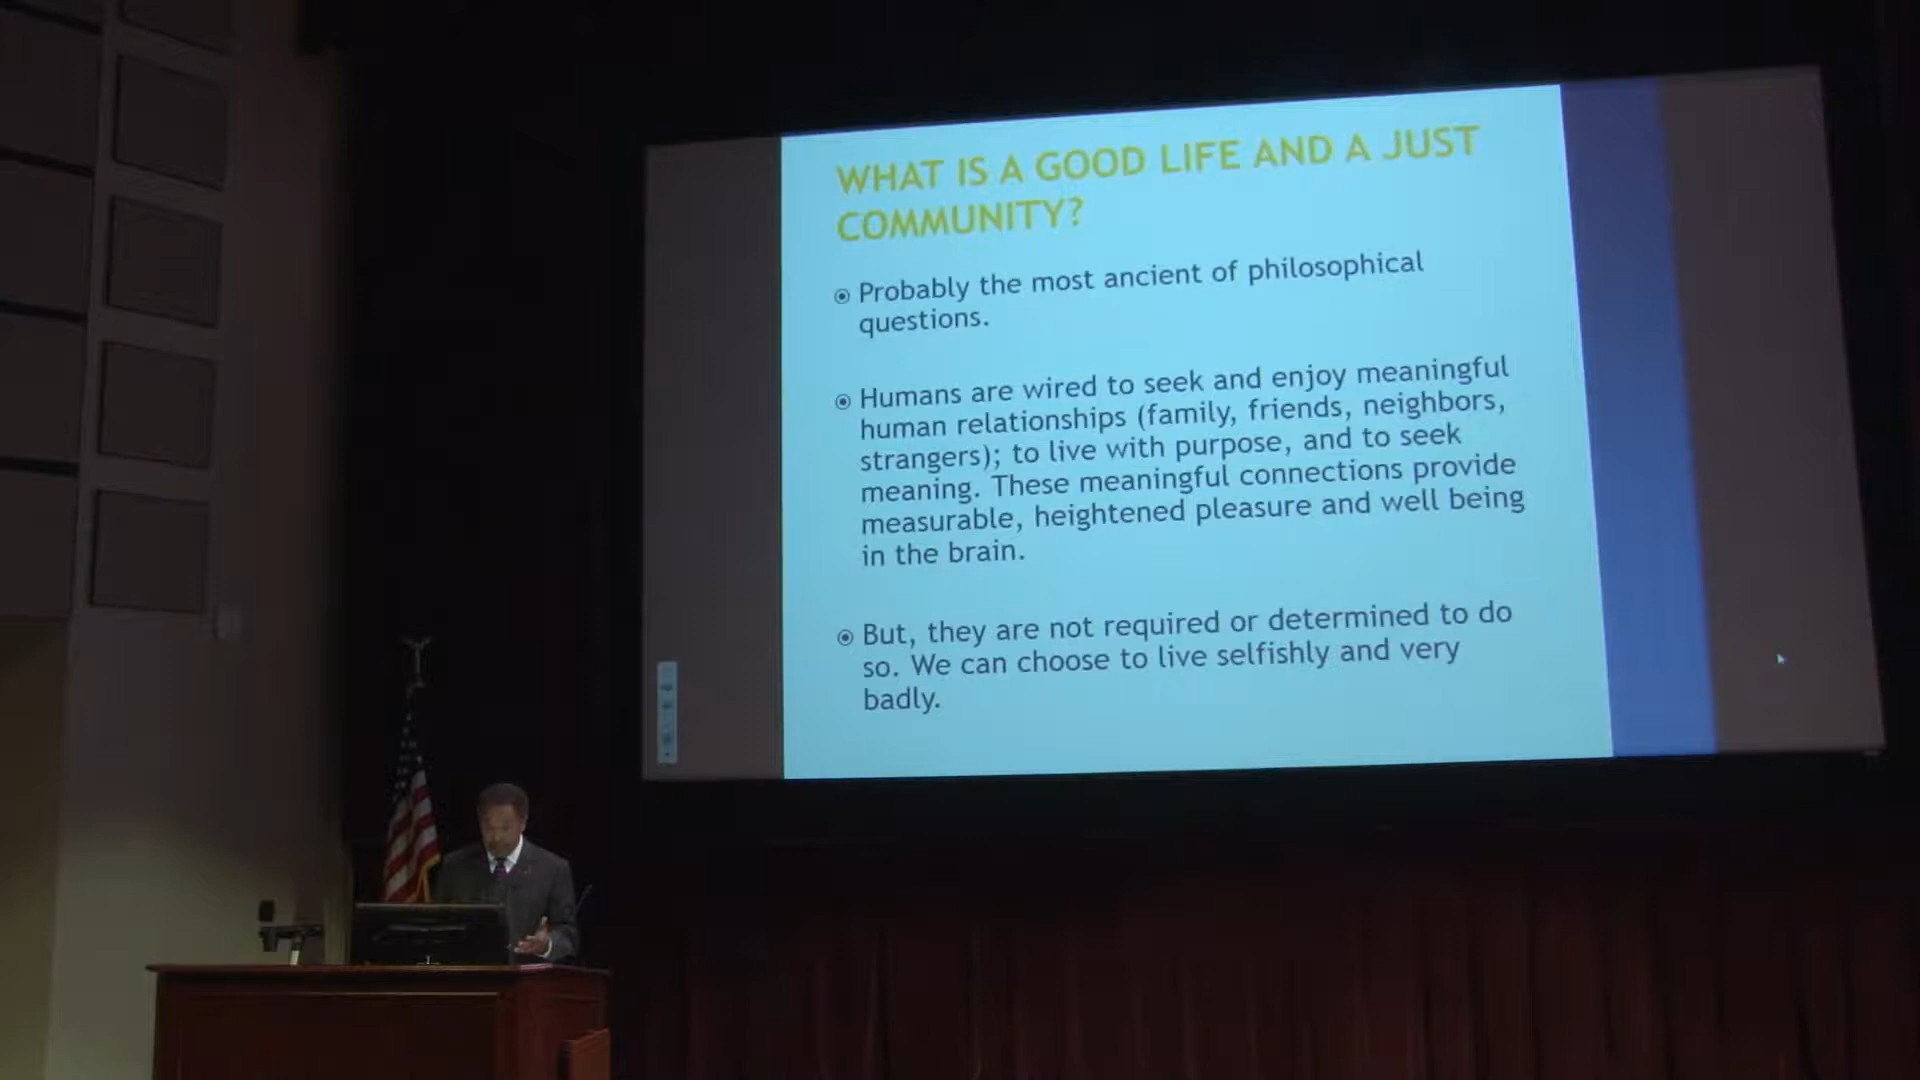 WHAT IS A GOOD LIFE AND A JUST
COMMUNITY?
Probably the most ancient of philosophical
questions.
Humans are wired to seek and enjoy meaningful
human relationships (family, friends, neighbors,
strangers); to live with purpose, and to seek
meaning. These meaningful connections provide
measurable, heightened pleasure and well being
in the brain.
But, they are not required or determined to do
so. We can choose to live selfishly and very
badly.